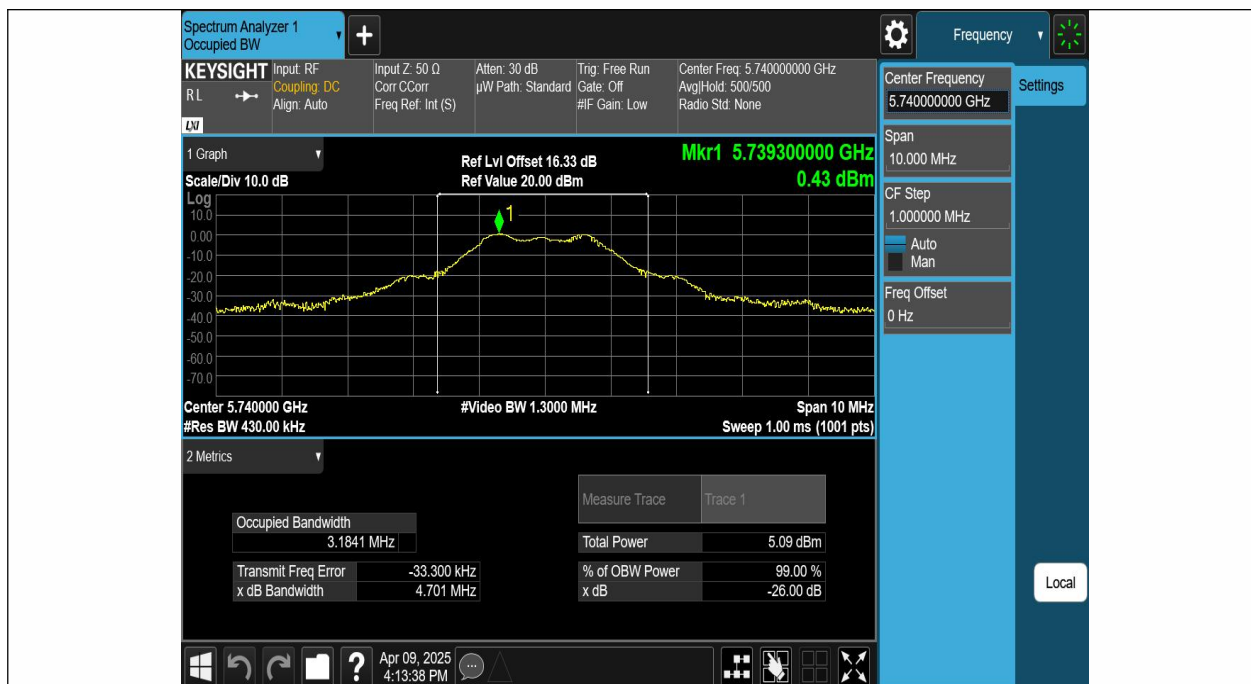 Spectrum Analyzer 1
Occupied BW
Frequency
KEYSIGHT
R L
LXI
Input: RF
Coupling: DC
Align: Auto
Input Z: 50 Ω
Corr CCorr
Freq Ref: Int (S)
Atten: 30 dB
µW Path: Standard
Trig: Free Run
Gate: Off
#IF Gain: Low
Center Freq: 5.740000000 GHz
Avg|Hold: 500/500
Radio Std: None
Center Frequency
5.740000000 GHz
Settings
Span
10.000 MHz
CF Step
1.000000 MHz
Auto
Man
Freq Offset
0 Hz
Local
1 Graph
Scale/Div 10.0 dB
Ref Lvl Offset 16.33 dB
Ref Value 20.00 dBm
Mkr1 5.739300000 GHz
0.43 dBm
Log
10.0
0.00
-10.0
-20.0
-30.0
-40.0
-50.0
-60.0
-70.0
1
Center 5.740000 GHz
#Video BW 1.3000 MHz
Span 10 MHz
#Res BW 430.00 kHz
Sweep 1.00 ms (1001 pts)
2 Metrics
Measure Trace
Trace 1
Occupied Bandwidth
3.1841 MHz
Total Power
5.09 dBm
Transmit Freq Error
-33.300 kHz
% of OBW Power
99.00 %
x dB Bandwidth
4.701 MHz
x dB
-26.00 dB
?
Apr 09, 2025
4:13:38 PM